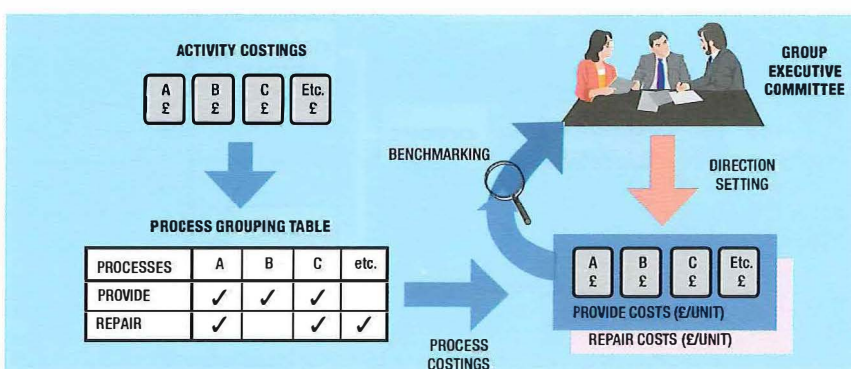 ACTIVITY COSTINGS
A B C Etc.
£ £ £ £
PROCESS GROUPING TABLE
PROCESSES A B C etc.
PROVIDE ✓ ✓ ✓
REPAIR ✓ ✓ ✓
PROCESS
COSTINGS
BENCHMARKING
GROUP
EXECUTIVE
COMMITTEE
DIRECTION
SETTING
A B C Etc.
£ £ £ £
PROVIDE COSTS (£/UNIT)
REPAIR COSTS (£/UNIT)